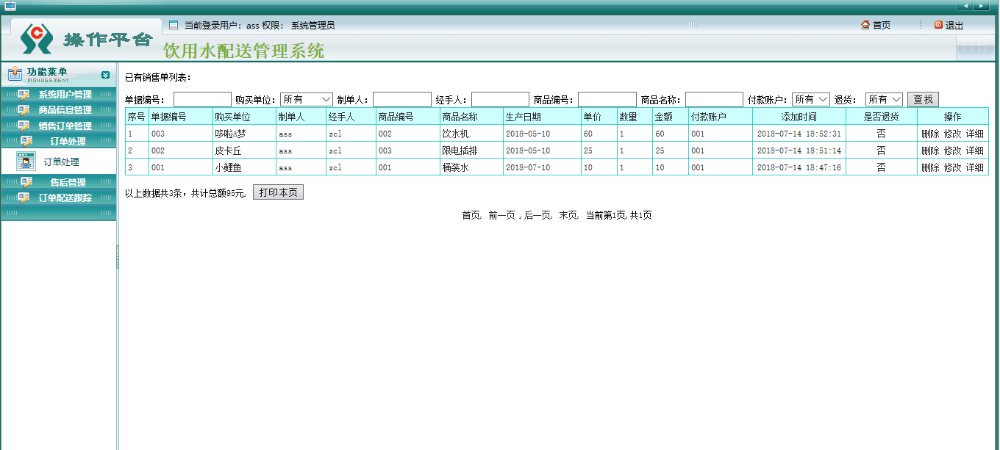 当前登录用户： ass 权限： 系统管理员
首页 退出
操作平台
饮用水配送管理系统
功能菜单
MANAGEMENT
系统用户管理
商品信息管理
销售订单管理
订单处理
订单处理
售后管理
订单配送跟踪
已有销售单列表：
单据编号： 购买单位： 所有 制单人： 经手人： 商品编号： 商品名称： 付款账户： 所有 退货： 所有 查找
序号 单据编号 购买单位 制单人 经手人 商品编号 商品名称 生产日期 单价 数量 金额 付款账户 添加时间 是否退货 操作
1 003 哆啦A梦 ass zcl 002 饮水机 2018-05-10 60 1 60 001 2018-07-14 18:52:31 否 删除 修改 详细
2 002 皮卡丘 ass zcl 003 限电插排 2018-05-10 25 1 25 001 2018-07-14 18:51:14 否 删除 修改 详细
3 001 小鲤鱼 ass zcl 001 桶装水 2018-07-10 10 1 10 001 2018-07-14 18:47:16 否 删除 修改 详细
以上数据共3条，共计总额95元, 打印本页
首页, 前一页 ,后一页, 末页, 当前第1页,共1页